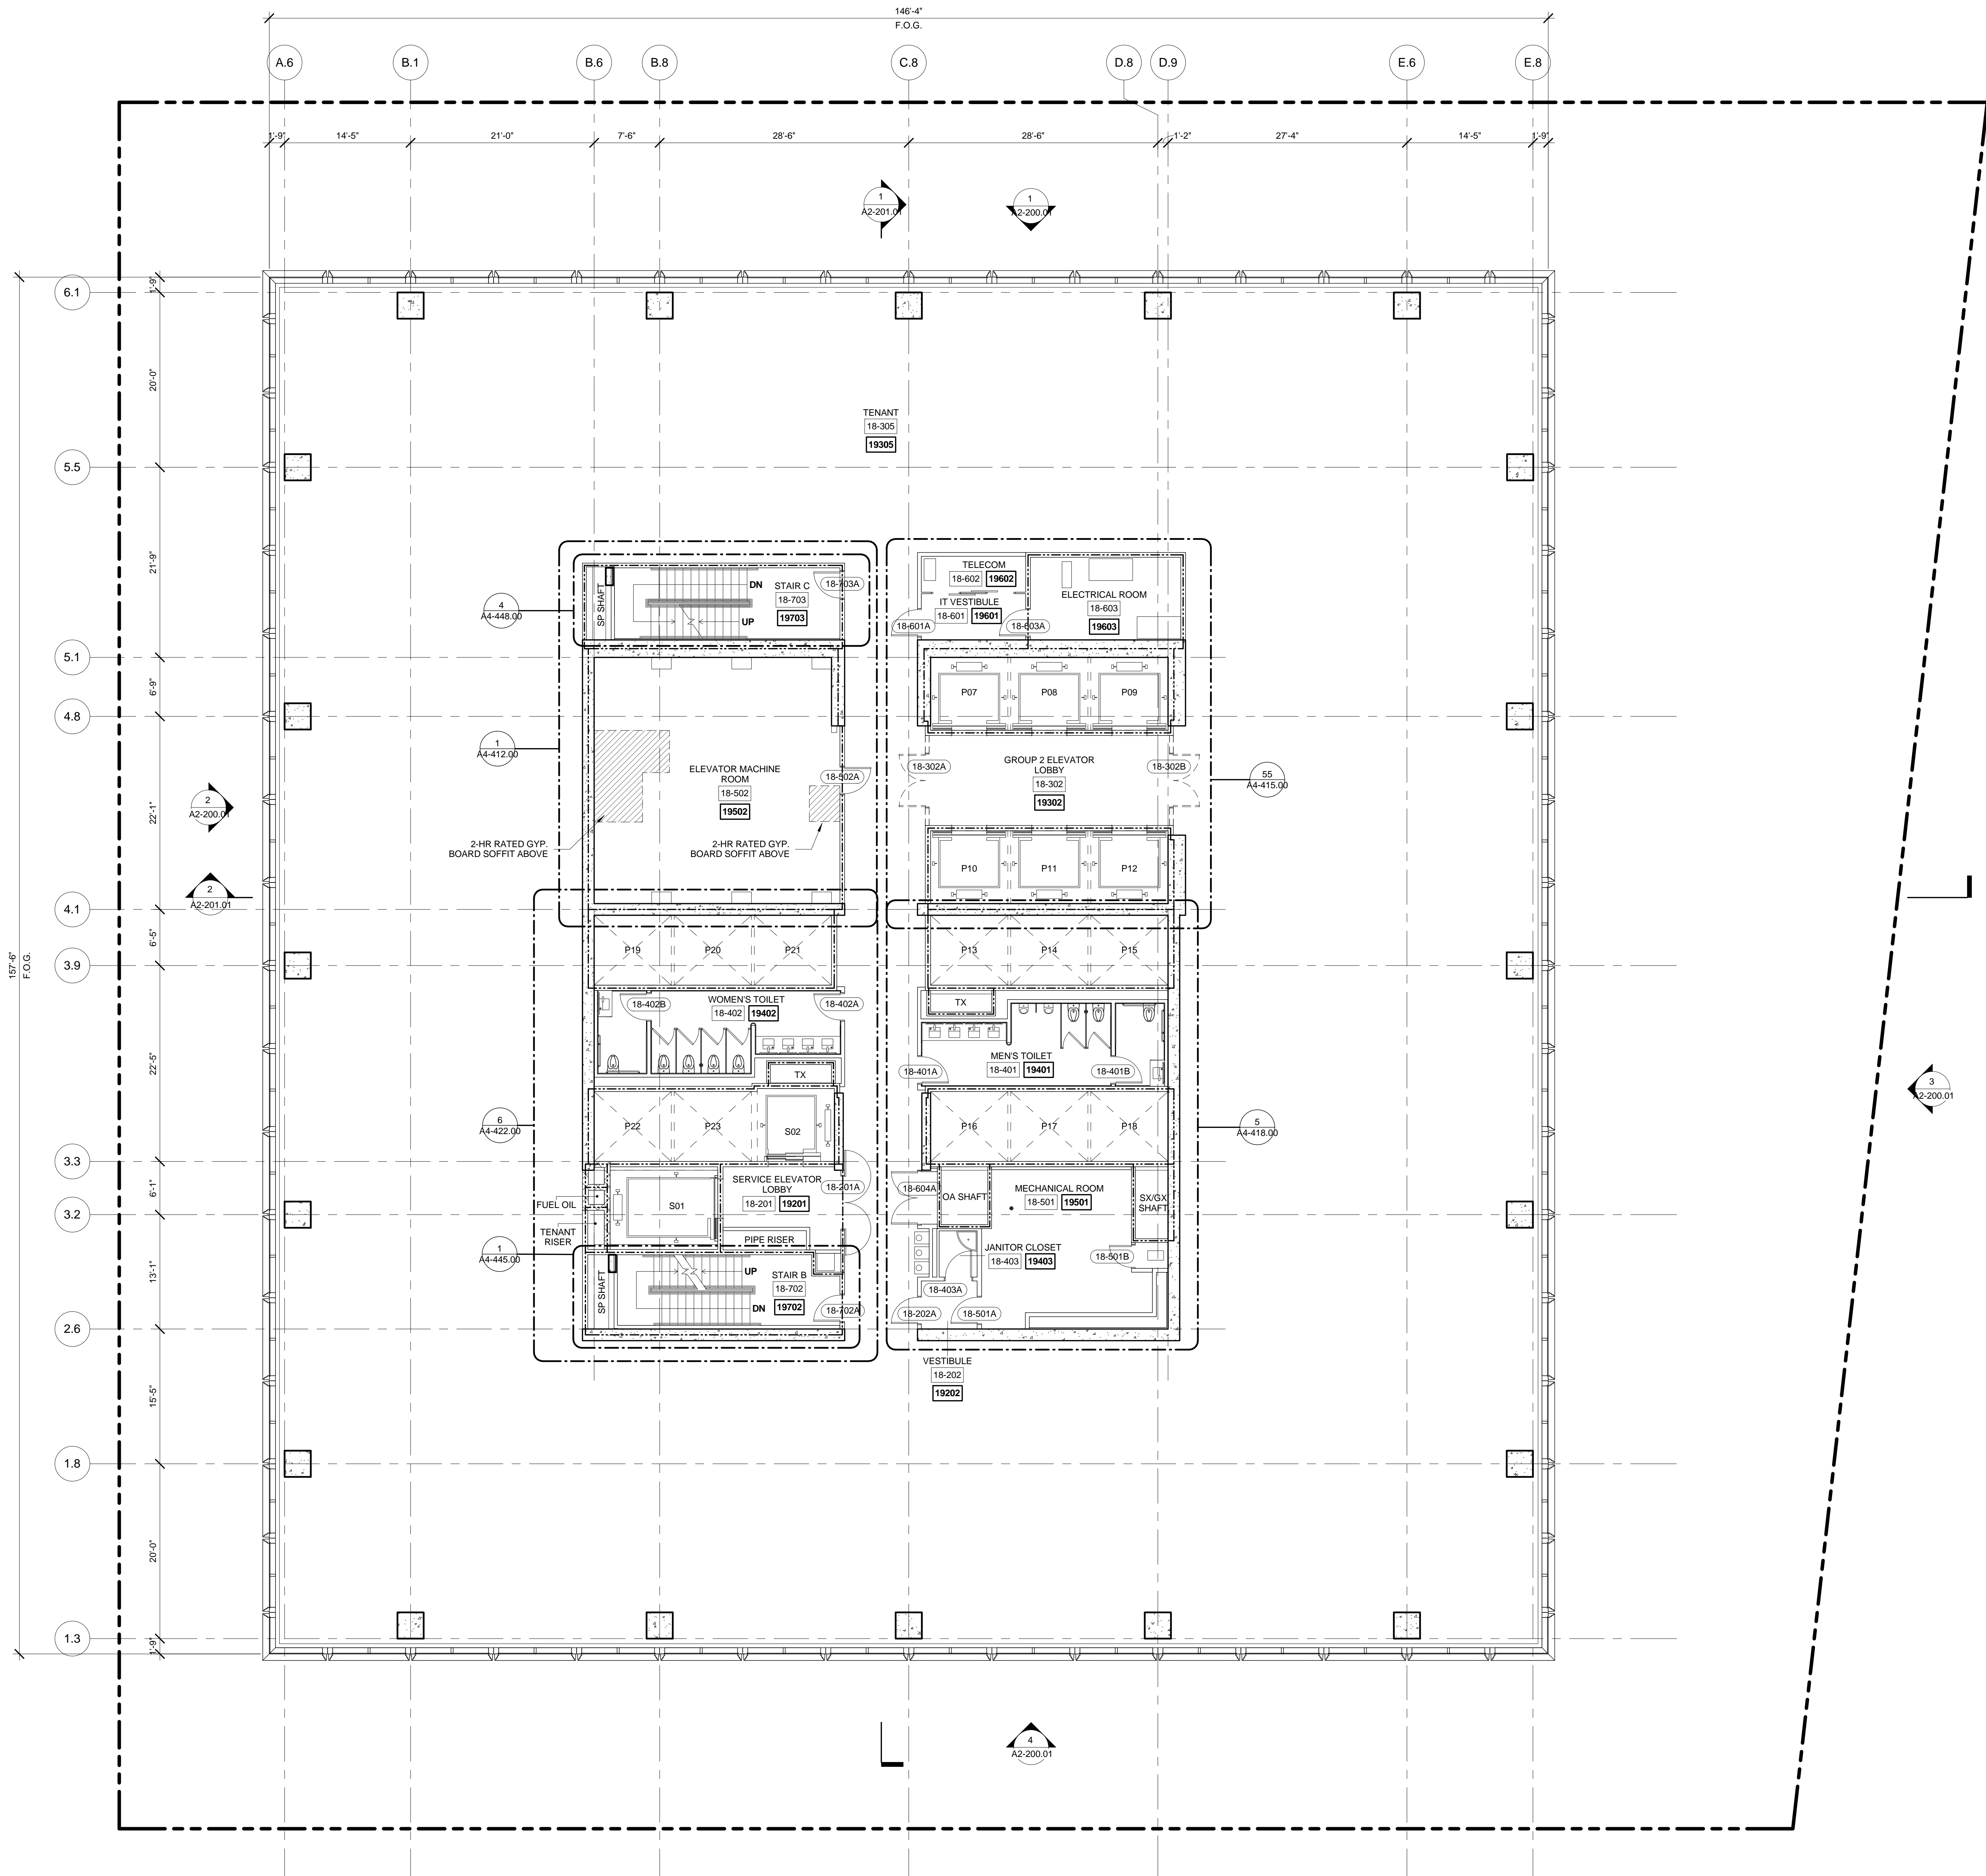 146'-4"
F.O.G.
A.6
B.1
B.6
B.8
C.8
D.8
D.9
E.6
E.8
1'-9"
14'-5"
21'-0"
7'-6"
28'-6"
28'-6"
1'-2"
27'-4"
14'-5"
1'-9"
1
A2-201.01
1
A2-200.01
6.1
1'-9"
20'-0"
TENANT
18-305
19305
5.5
21'-9"
TELECOM
18-602 19602
DN
STAIR C
18-703
19703
UP
SP SHAFT
18-703A
4
A4-448.00
IT VESTIBULE
18-601 19601
ELECTRICAL ROOM
18-603
19603
18-601A
18-603A
5.1
6'-9"
P07
P08
P09
4.8
1
A4-412.00
22'-1"
ELEVATOR MACHINE
ROOM
18-502
19502
18-502A
18-302A
GROUP 2 ELEVATOR
LOBBY
18-302
19302
18-302B
55
A4-415.00
2
A2-200.01
2-HR RATED GYP.
BOARD SOFFIT ABOVE
2-HR RATED GYP.
BOARD SOFFIT ABOVE
P10
P11
P12
2
A2-201.01
4.1
6'-5"
157'-6"
F.O.G.
P19
P20
P21
P13
P14
P15
3.9
WOMEN'S TOILET
18-402 19402
18-402B
18-402A
TX
22'-5"
MEN'S TOILET
18-401 19401
18-401A
18-401B
TX
3
A2-200.01
6
A4-422.00
P22
P23
S02
P16
P17
P18
5
A4-418.00
3.3
6'-1"
SERVICE ELEVATOR
LOBBY
18-201 19201
18-201A
18-604A
OA SHAFT
MECHANICAL ROOM
18-501 19501
SX/GX
SHAFT
FUEL OIL
S01
3.2
TENANT
RISER
PIPE RISER
1
A4-445.00
JANITOR CLOSET
18-403 19403
18-501B
13'-1"
SP SHAFT
UP
STAIR B
18-702
19702
DN
18-702A
18-403A
18-202A
18-501A
2.6
15'-5"
VESTIBULE
18-202
19202
1.8
20'-0"
1.3
1'-9"
4
A2-200.01